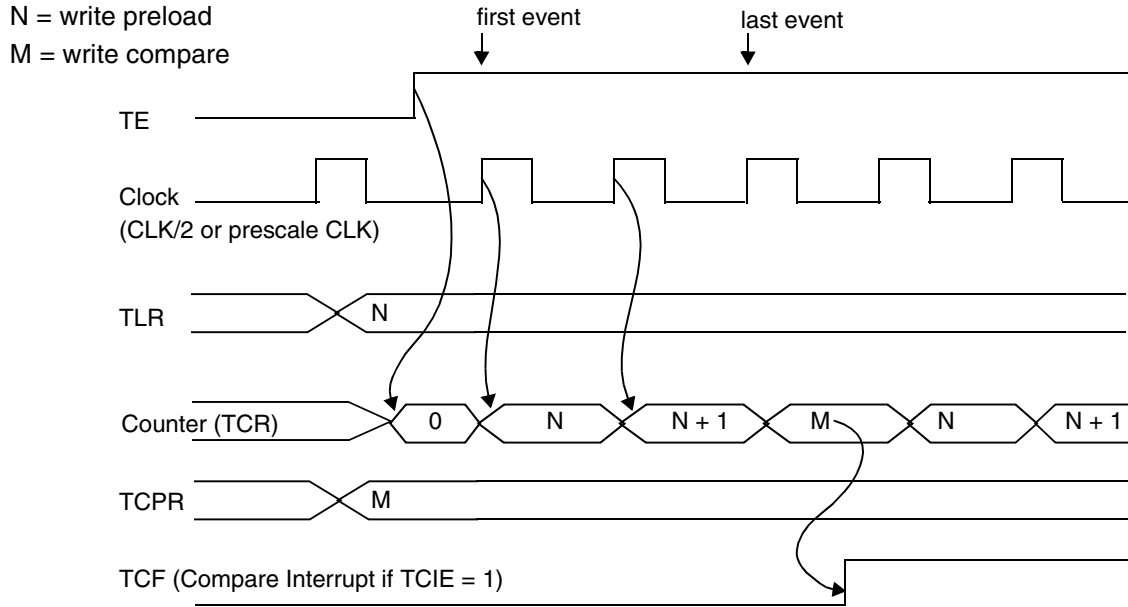 N = write preload
first event
last event
M = write compare
TE
Clock
(CLK/2 or prescale CLK)
TLR
N
Counter (TCR)
0
N
N + 1
M
N
N + 1
TCPR
M
TCF (Compare Interrupt if TCIE = 1)